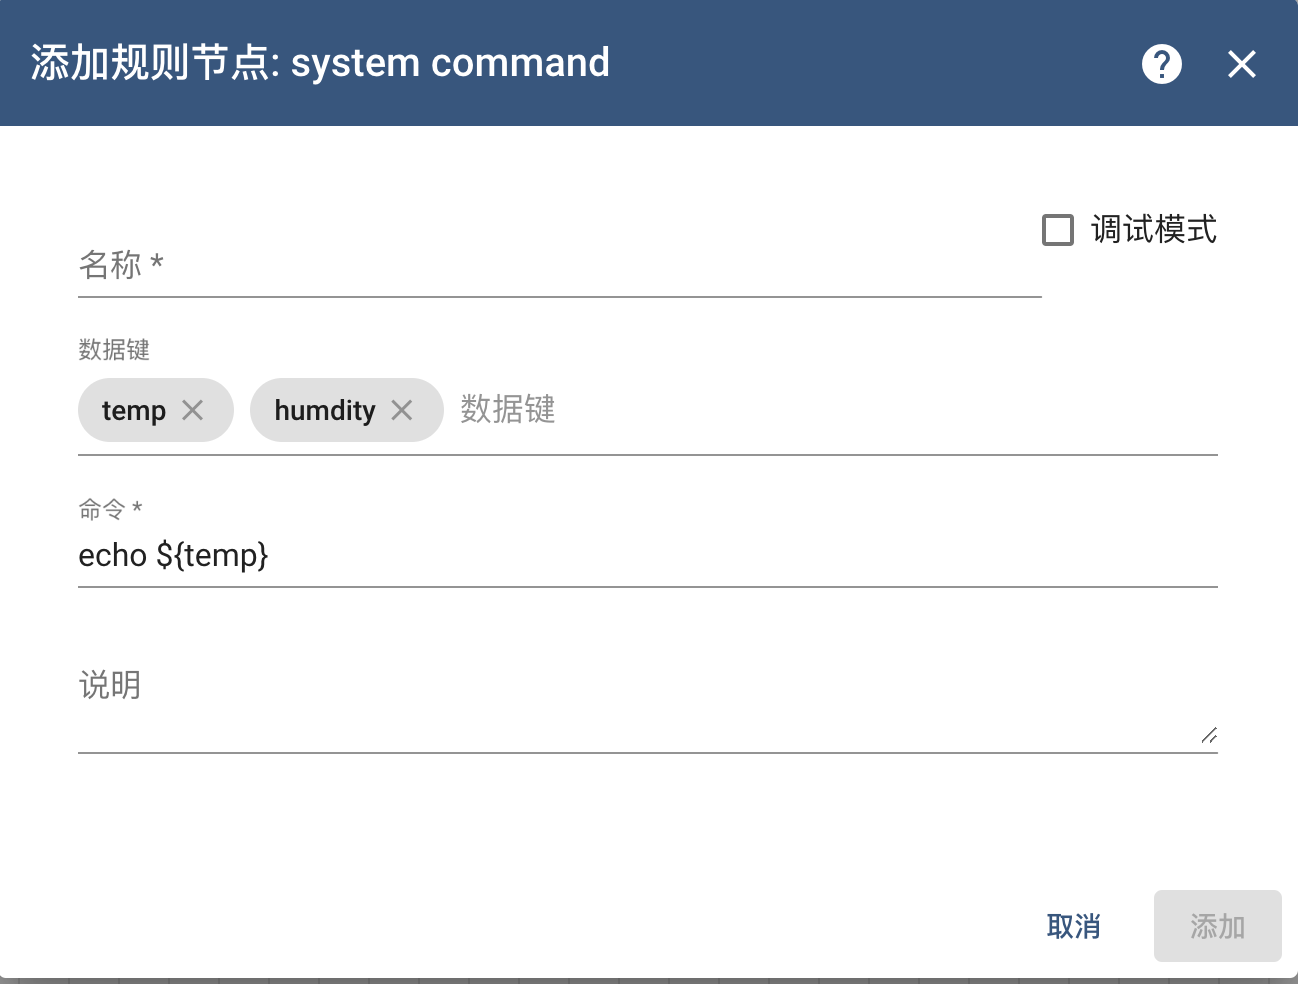 添加规则节点: system command
调试模式
名称 *
数据键
temp humdity 数据键
命令 *
echo ${temp}
说明
取消 添加